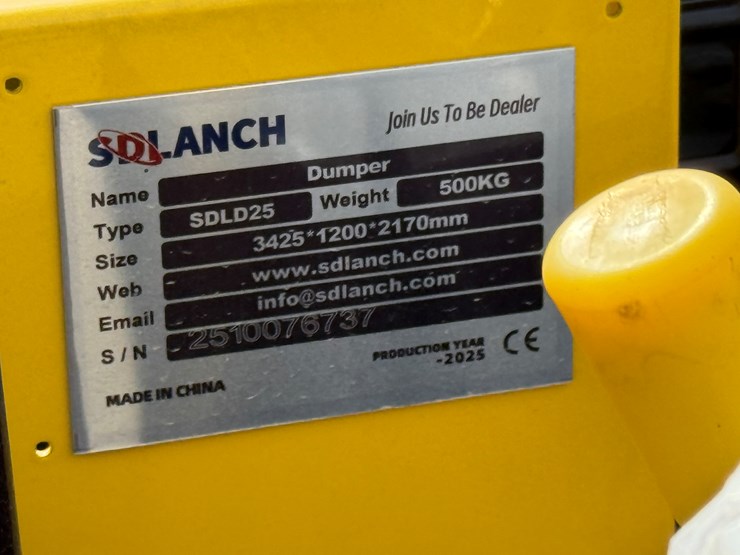 SDLANCH
Join Us To Be Dealer
Name Dumper
Type SDLD25 Weight 500KG
Size 3425*1200*2170mm
Web www.sdlanch.com
Email info@sdlanch.com
S / N 2510076737
PRODUCTION YEAR
-2025
CE
MADE IN CHINA